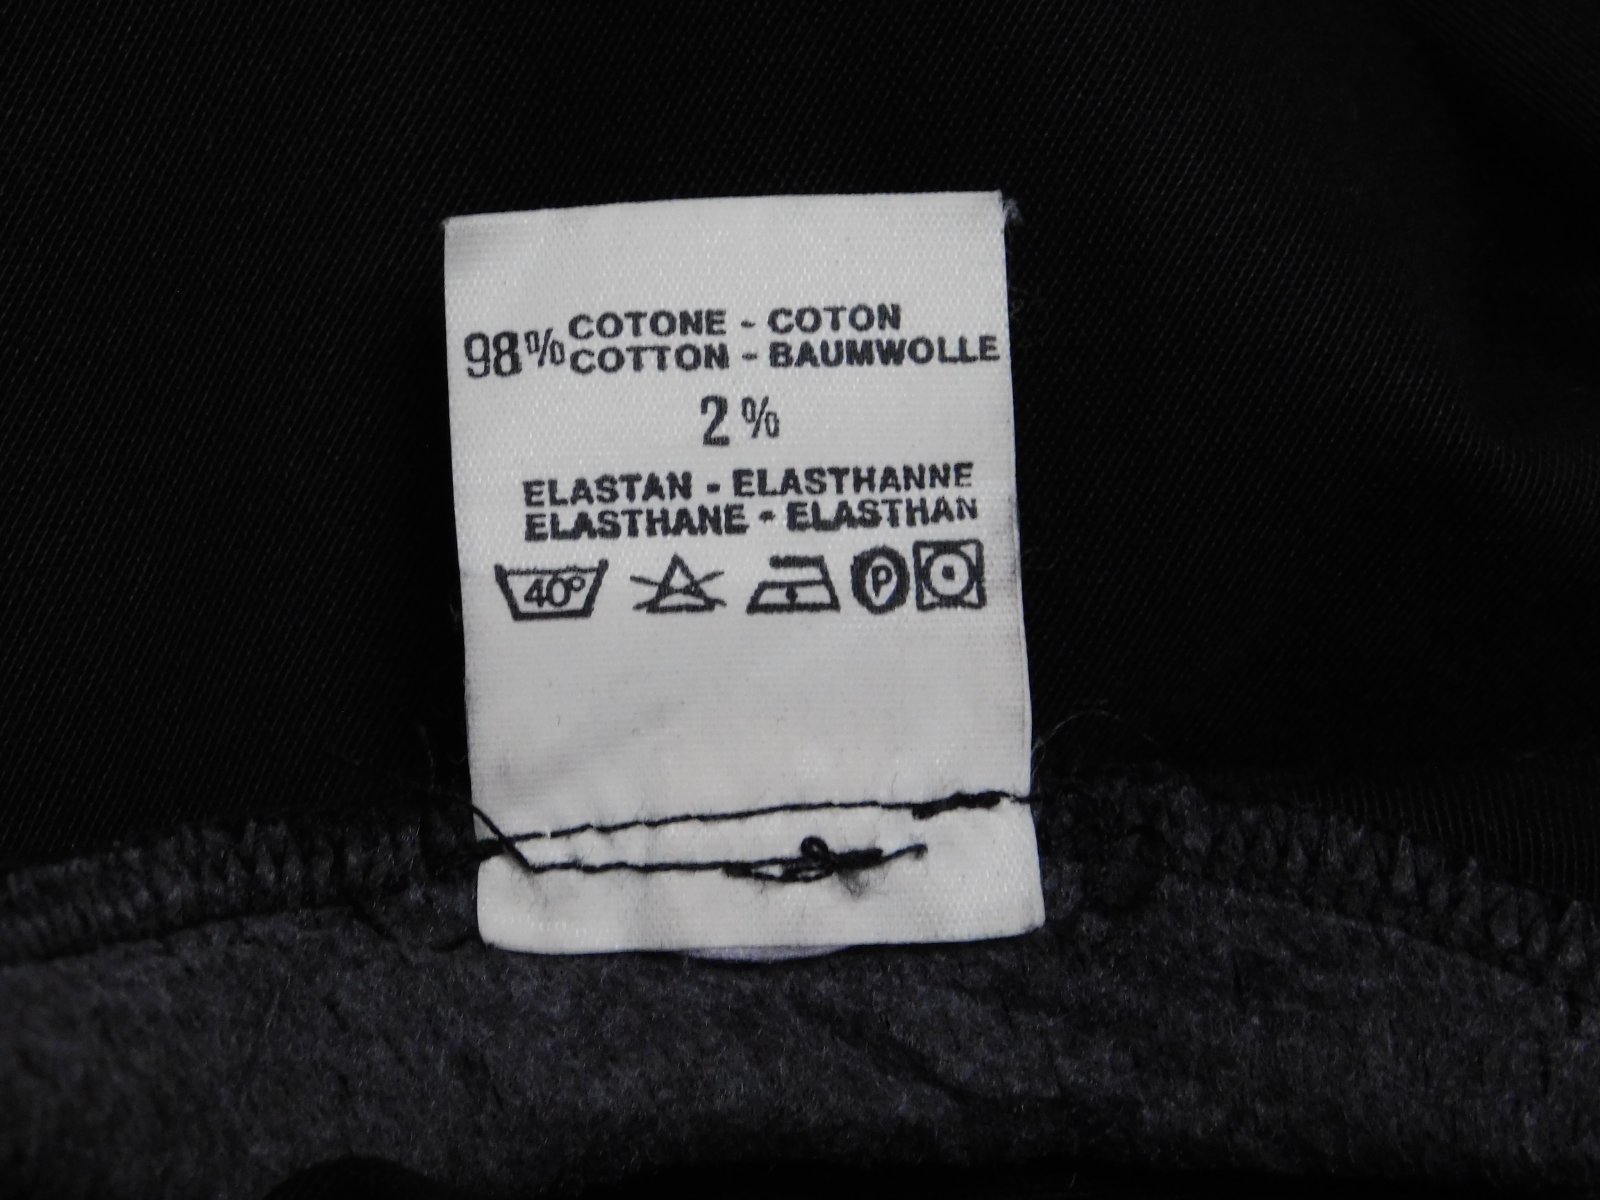 98% COTONE - COTON
COTTON - BAUMWOLLE
2%
ELASTAN - ELASTHANNE
ELASTHANE - ELASTHAN
40° P